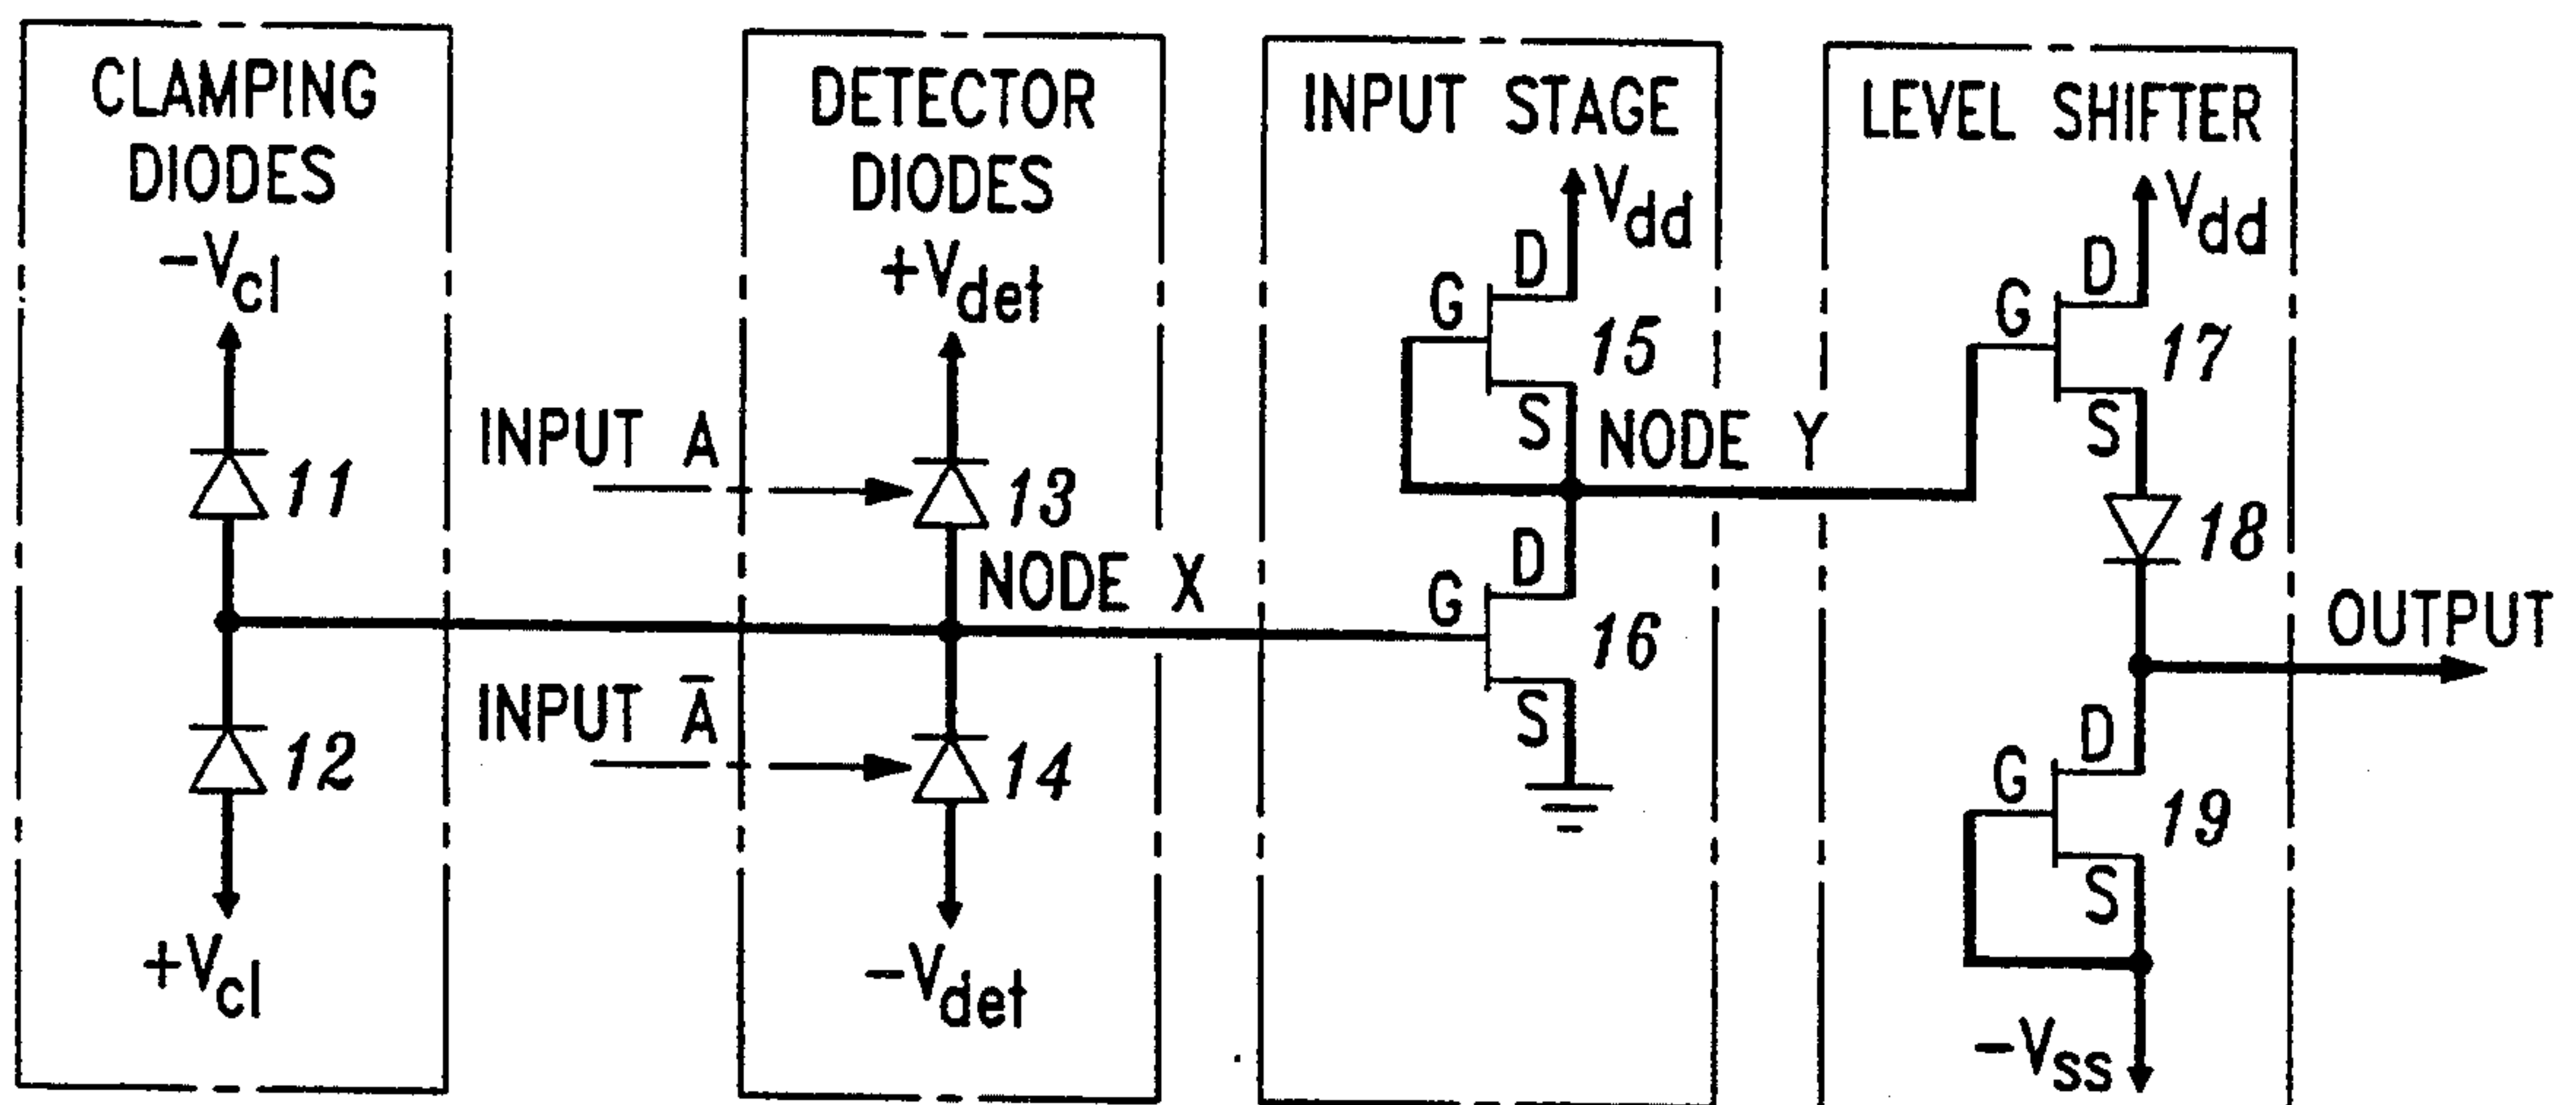 CLAMPING
DIODES
-Vcl
11
12
+Vcl
INPUT A
INPUT A̅
DETECTOR
DIODES
+Vdet
13
NODE X
14
-Vdet
INPUT STAGE
Vdd
D
G
15
S
NODE Y
D
G
16
S
LEVEL SHIFTER
Vdd
D
G
17
S
18
OUTPUT
D
G
19
S
-Vss